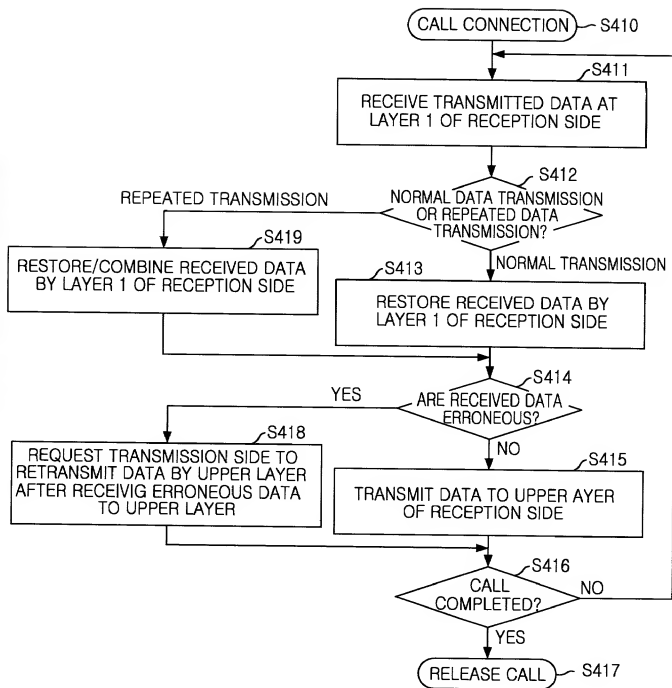 CALL CONNECTION
S410
S411
RECEIVE TRANSMITTED DATA AT
LAYER 1 OF RECEPTION SIDE
S412
NORMAL DATA TRANSMISSION
OR REPEATED DATA
TRANSMISSION?
REPEATED TRANSMISSION
S419
RESTORE/COMBINE RECEIVED DATA
BY LAYER 1 OF RECEPTION SIDE
NORMAL TRANSMISSION
S413
RESTORE RECEIVED DATA BY
LAYER 1 OF RECEPTION SIDE
S414
ARE RECEIVED DATA
ERRONEOUS?
YES
S418
REQUEST TRANSMISSION SIDE TO
RETRANSMIT DATA BY UPPER LAYER
AFTER RECEIVIG ERRONEOUS DATA
TO UPPER LAYER
NO
S415
TRANSMIT DATA TO UPPER AYER
OF RECEPTION SIDE
S416
CALL
COMPLETED?
NO
YES
RELEASE CALL
S417